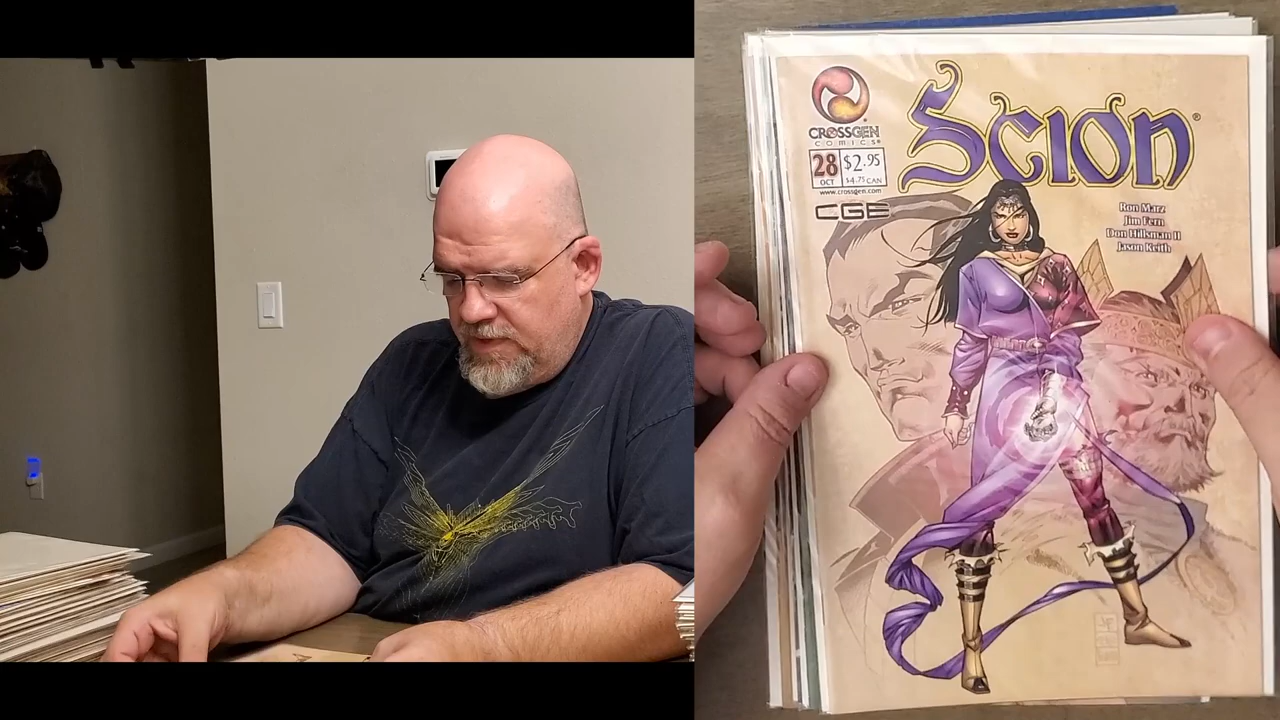 CROSSGEN
COMICS
28
OCT
$2.95
$4.75 CAN
www.crossgen.com
CGE
SCION®
Ron Marz
Jim Fern
Don Hillsman II
Jason Keith